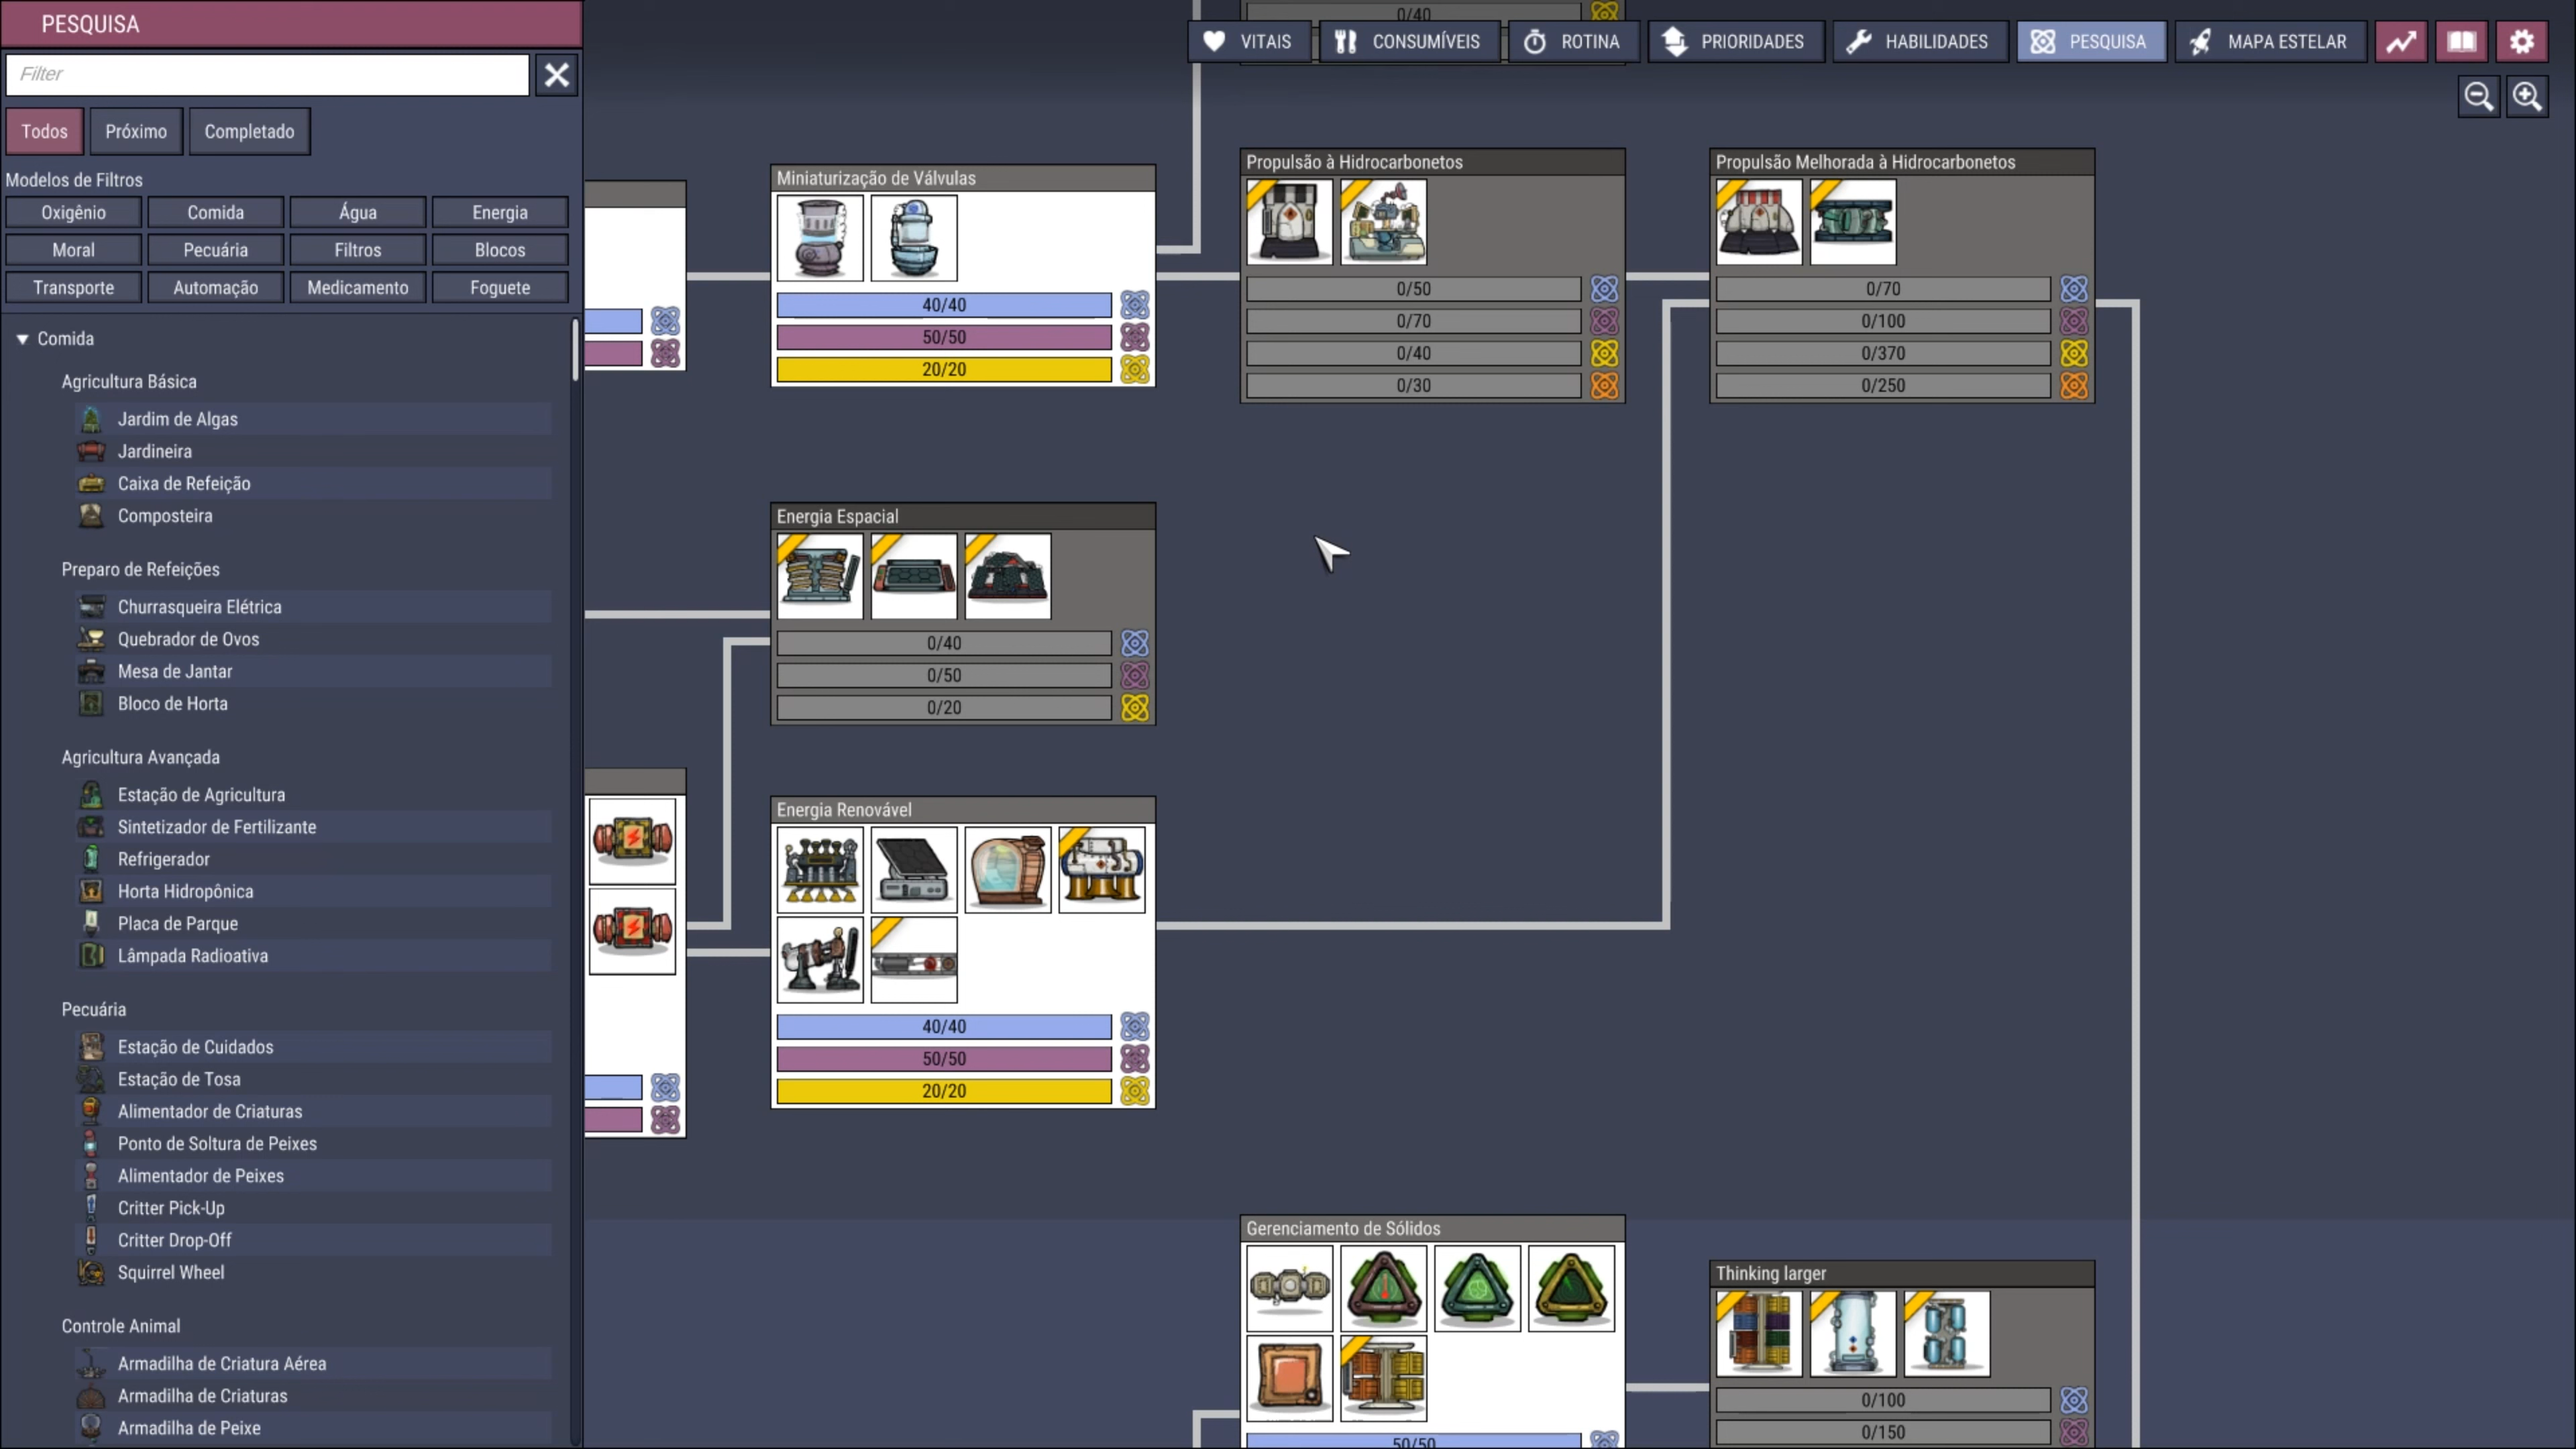 PESQUISA
Filter
Todos
Próximo
Completado
Modelos de Filtros
Oxigênio
Comida
Água
Energia
Moral
Pecuária
Filtros
Blocos
Transporte
Automação
Medicamento
Foguete
Comida
Agricultura Básica
Jardim de Algas
Jardineira
Caixa de Refeição
Composteira
Preparo de Refeições
Churrasqueira Elétrica
Quebrador de Ovos
Mesa de Jantar
Bloco de Horta
Agricultura Avançada
Estação de Agricultura
Sintetizador de Fertilizante
Refrigerador
Horta Hidropônica
Placa de Parque
Lâmpada Radioativa
Pecuária
Estação de Cuidados
Estação de Tosa
Alimentador de Criaturas
Ponto de Soltura de Peixes
Alimentador de Peixes
Critter Pick-Up
Critter Drop-Off
Squirrel Wheel
Controle Animal
Armadilha de Criatura Aérea
Armadilha de Criaturas
Armadilha de Peixe
0/40
VITAIS
CONSUMÍVEIS
ROTINA
PRIORIDADES
HABILIDADES
PESQUISA
MAPA ESTELAR
Miniaturização de Válvulas
40/40
50/50
20/20
Propulsão à Hidrocarbonetos
0/50
0/70
0/40
0/30
Propulsão Melhorada à Hidrocarbonetos
0/70
0/100
0/370
0/250
Energia Espacial
0/40
0/50
0/20
Energia Renovável
40/40
50/50
20/20
Gerenciamento de Sólidos
50/50
Thinking larger
0/100
0/150